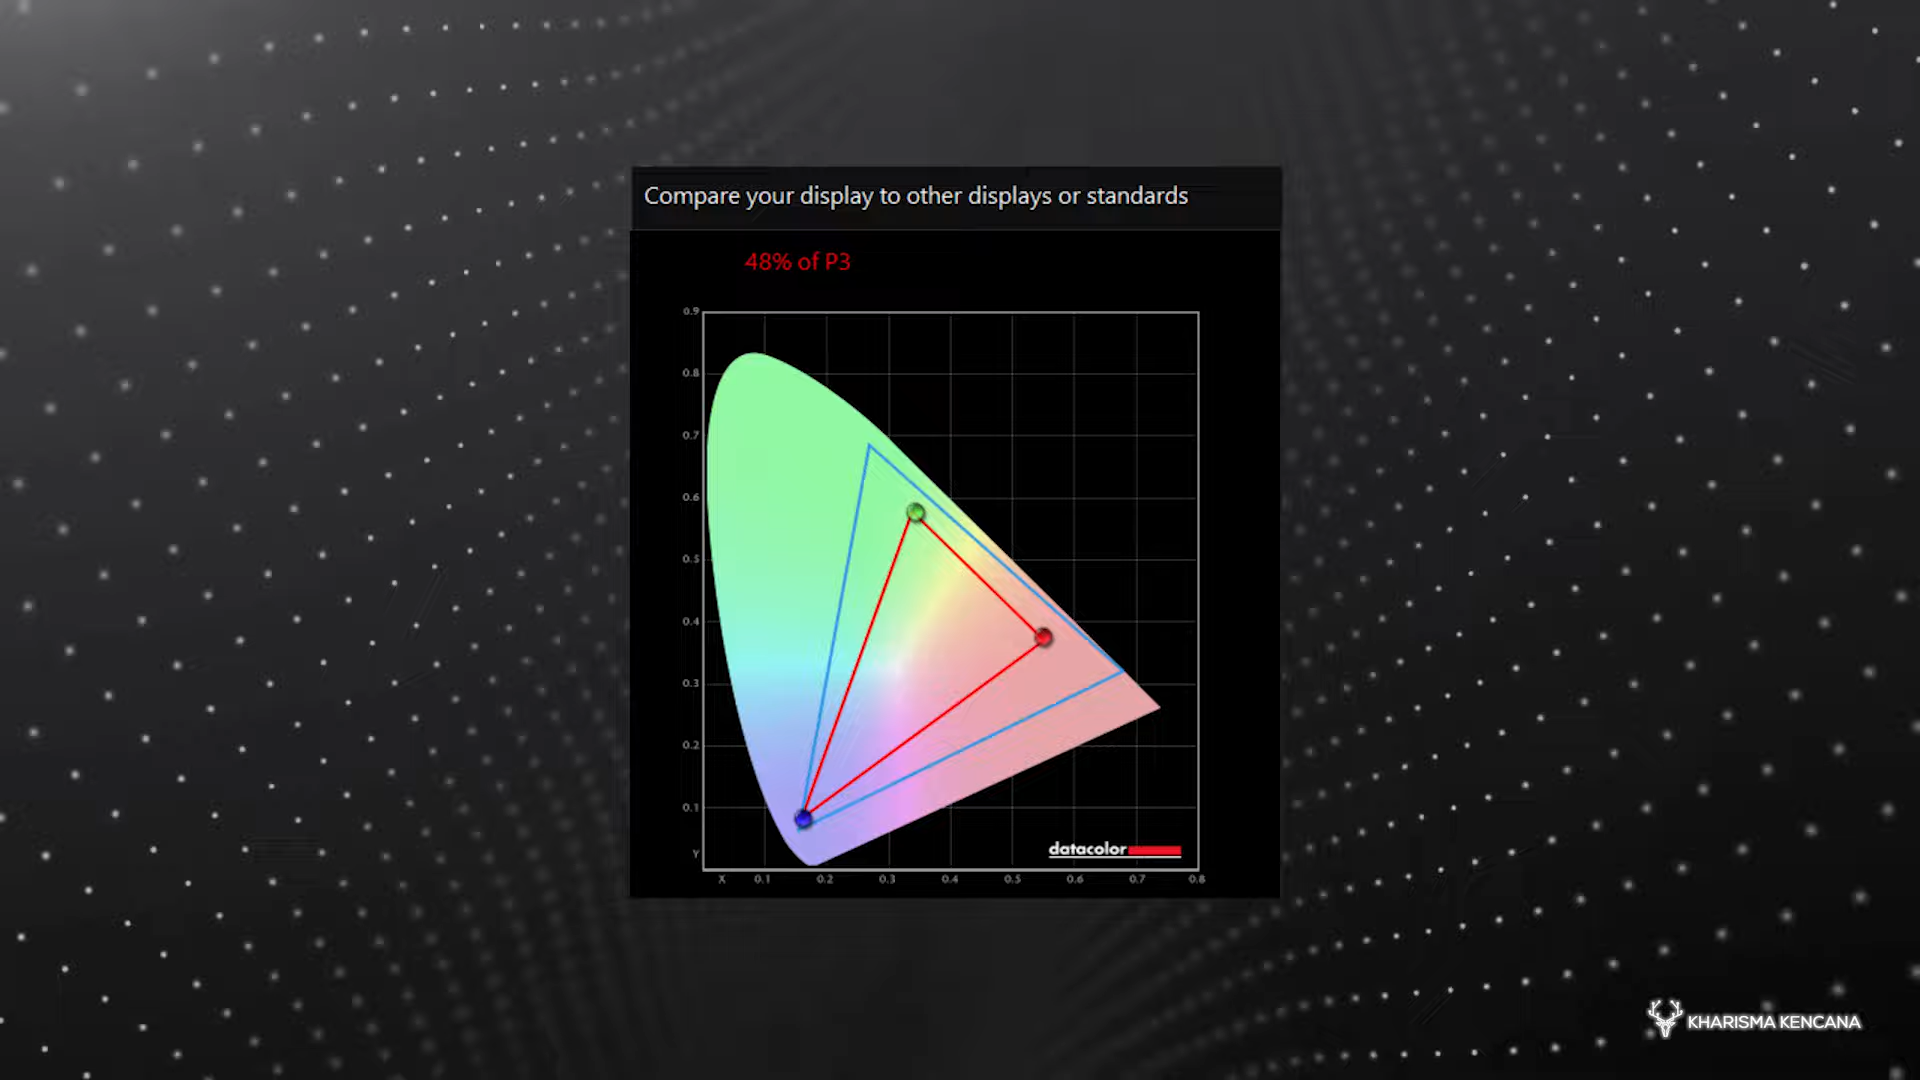 Compare your display to other displays or standards
48% of P3
0.9
0.8
0.7
0.6
0.5
0.4
0.3
0.2
0.1
Y
X 0.1 0.2 0.3 0.4 0.5 0.6 0.7 0.8
datacolor
KHARISMA KENCANA